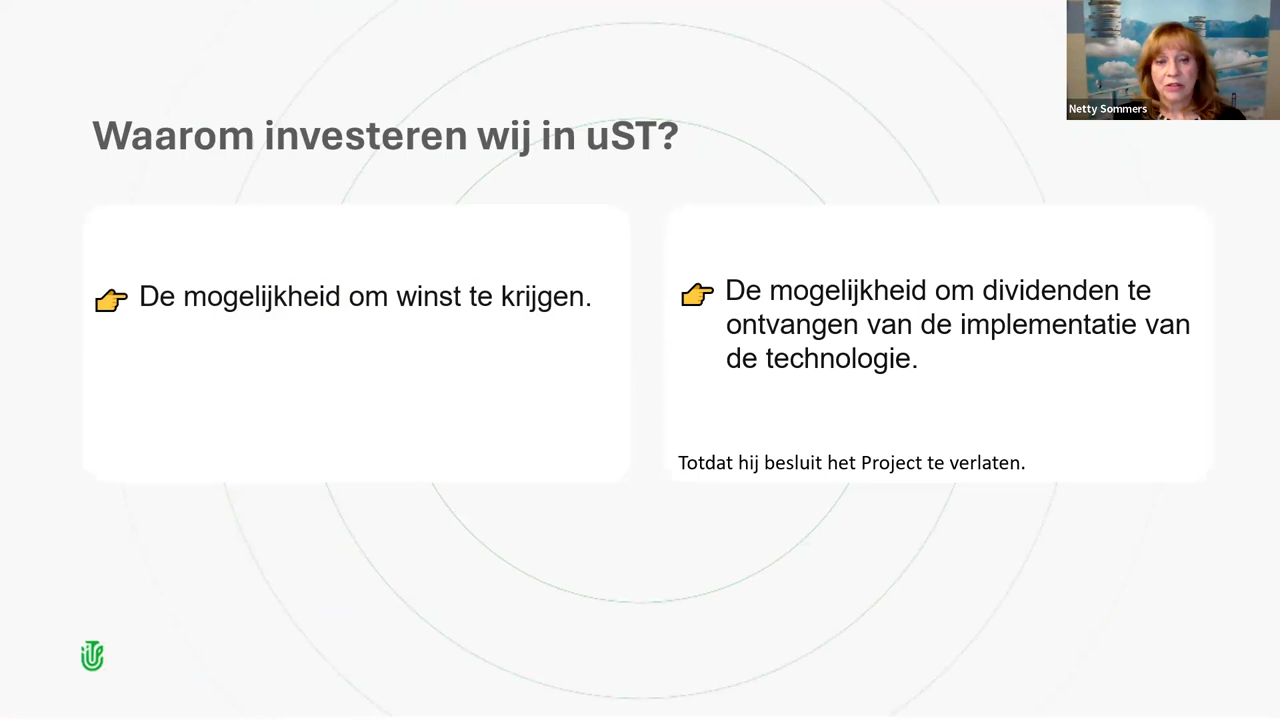 Netty Sommers
Waarom investeren wij in uST?
👉 De mogelijkheid om winst te krijgen.
👉 De mogelijkheid om dividenden te
ontvangen van de implementatie van
de technologie.
Totdat hij besluit het Project te verlaten.